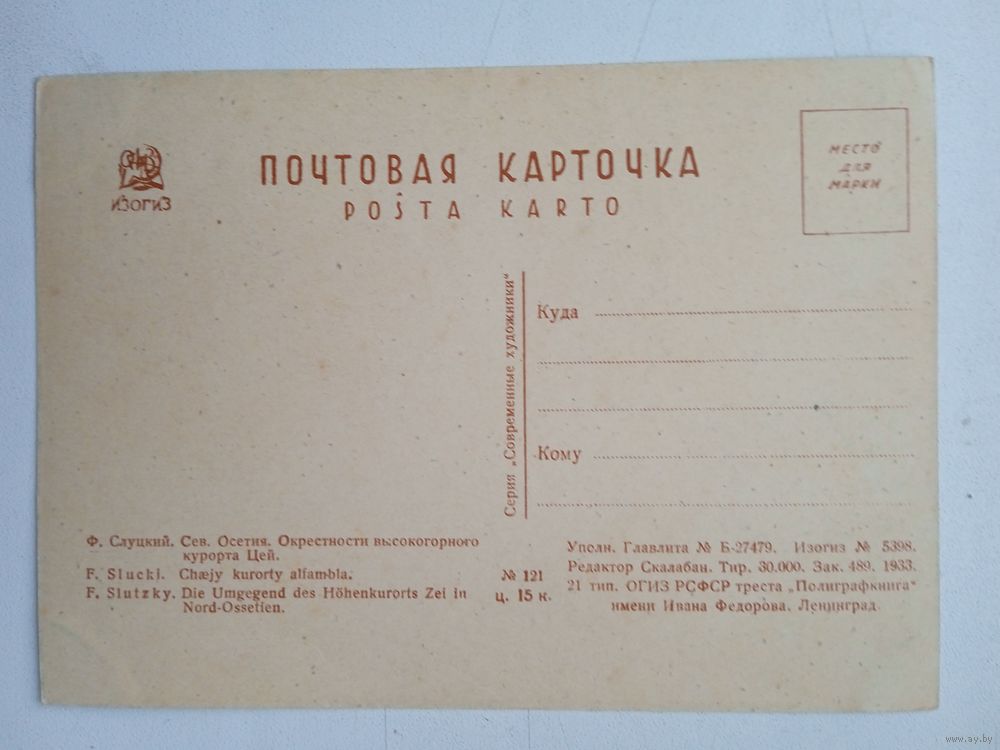 ИЗОГИЗ
ПОЧТОВАЯ КАРТОЧКА
POŜTA KARTO
МЕСТО
ДЛЯ
МАРКИ
Серия „Современные художники“
Куда
Кому
Ф. Слуцкий. Сев. Осетия. Окрестности высокогорного
курорта Цей.
F. Slucki. Chæjy kurorty alfambla.
F. Slutzky. Die Umgegend des Höhenkurorts Zei in
Nord-Ossetien.
№ 121
ц. 15 к.
Уполн. Главлита № Б-27479. Изогиз № 5398.
Редактор Скалабан. Тир. 30.000. Зак. 489. 1933.
21 тип. ОГИЗ РСФСР треста „Полиграфкнига“
имени Ивана Федорова. Ленинград.
www.ay.by